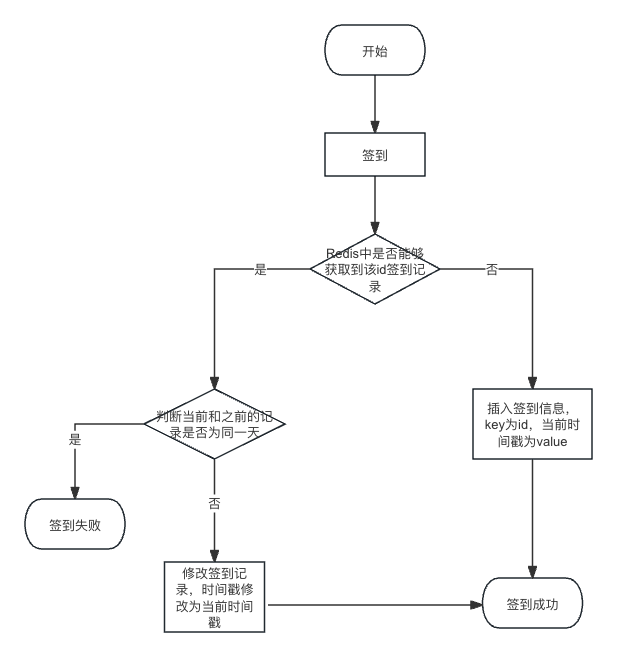 开始
签到
Redis中是否能够
获取到该id签到记
录
是
否
判断当前和之前的记
录是否为同一天
插入签到信息，
key为id，当前时
间戳为value
是
否
签到失败
修改签到记
录，时间戳修
改为当前时间
戳
签到成功